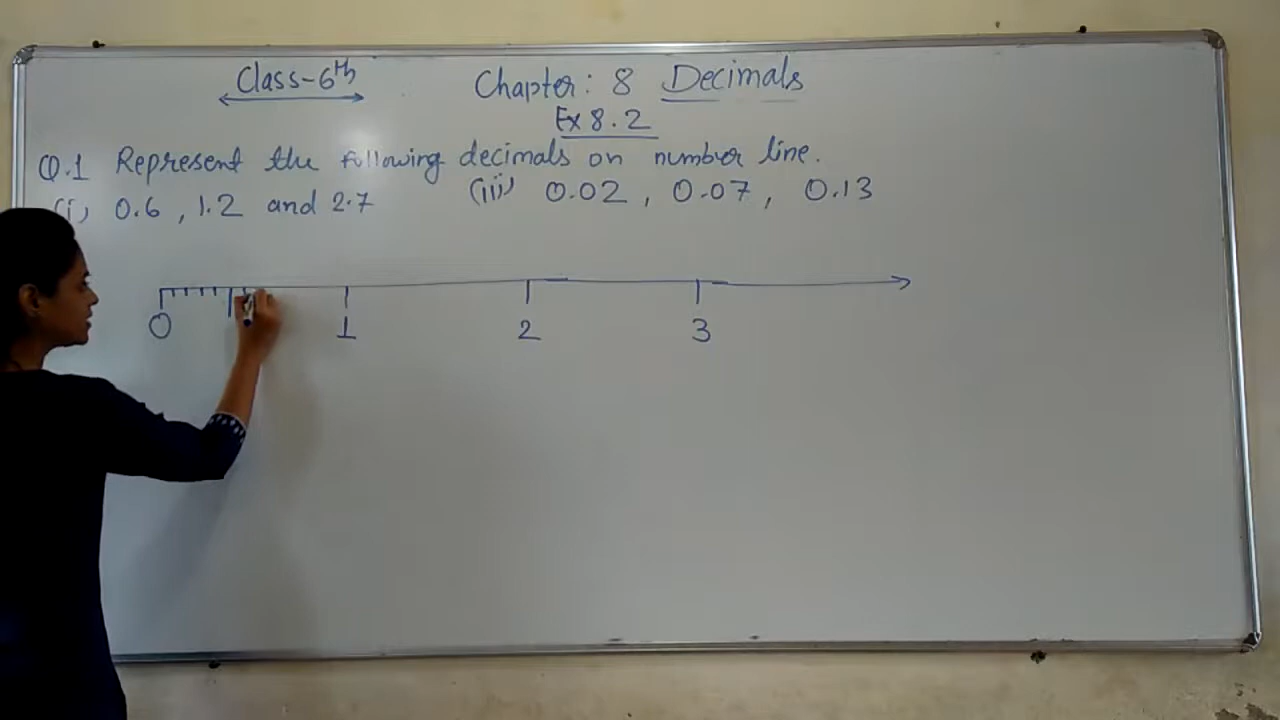 Class-6th Chapter: 8 Decimals
Ex 8.2
Q.1 Represent the following decimals on number line.
(i) 0.6, 1.2 and 2.7 (iii) 0.02, 0.07, 0.13
0 1 2 3